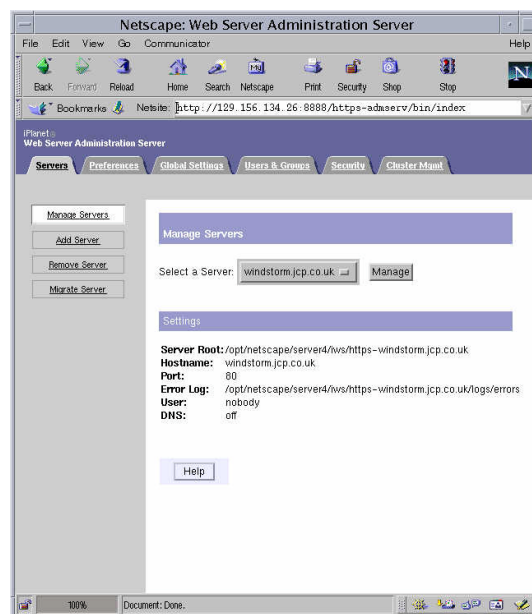 Netscape: Web Server Administration Server
File Edit View Go Communicator Help
Back Forward Reload Home Search Netscape Print Security Shop Stop
N
Bookmarks Netsite: http://129.156.134.26:8888/https-admserv/bin/index
iPlanet
Web Server Administration Server
Servers Preferences Global Settings Users & Groups Security Cluster Mgmt
Manage Servers
Add Server
Remove Server
Migrate Server
Manage Servers
Select a Server: windstorm.jcp.co.uk Manage
Settings
Server Root: /opt/netscape/server4/iws/https-windstorm.jcp.co.uk
Hostname: windstorm.jcp.co.uk
Port: 80
Error Log: /opt/netscape/server4/iws/https-windstorm.jcp.co.uk/logs/errors
User: nobody
DNS: off
Help
100% Document: Done.